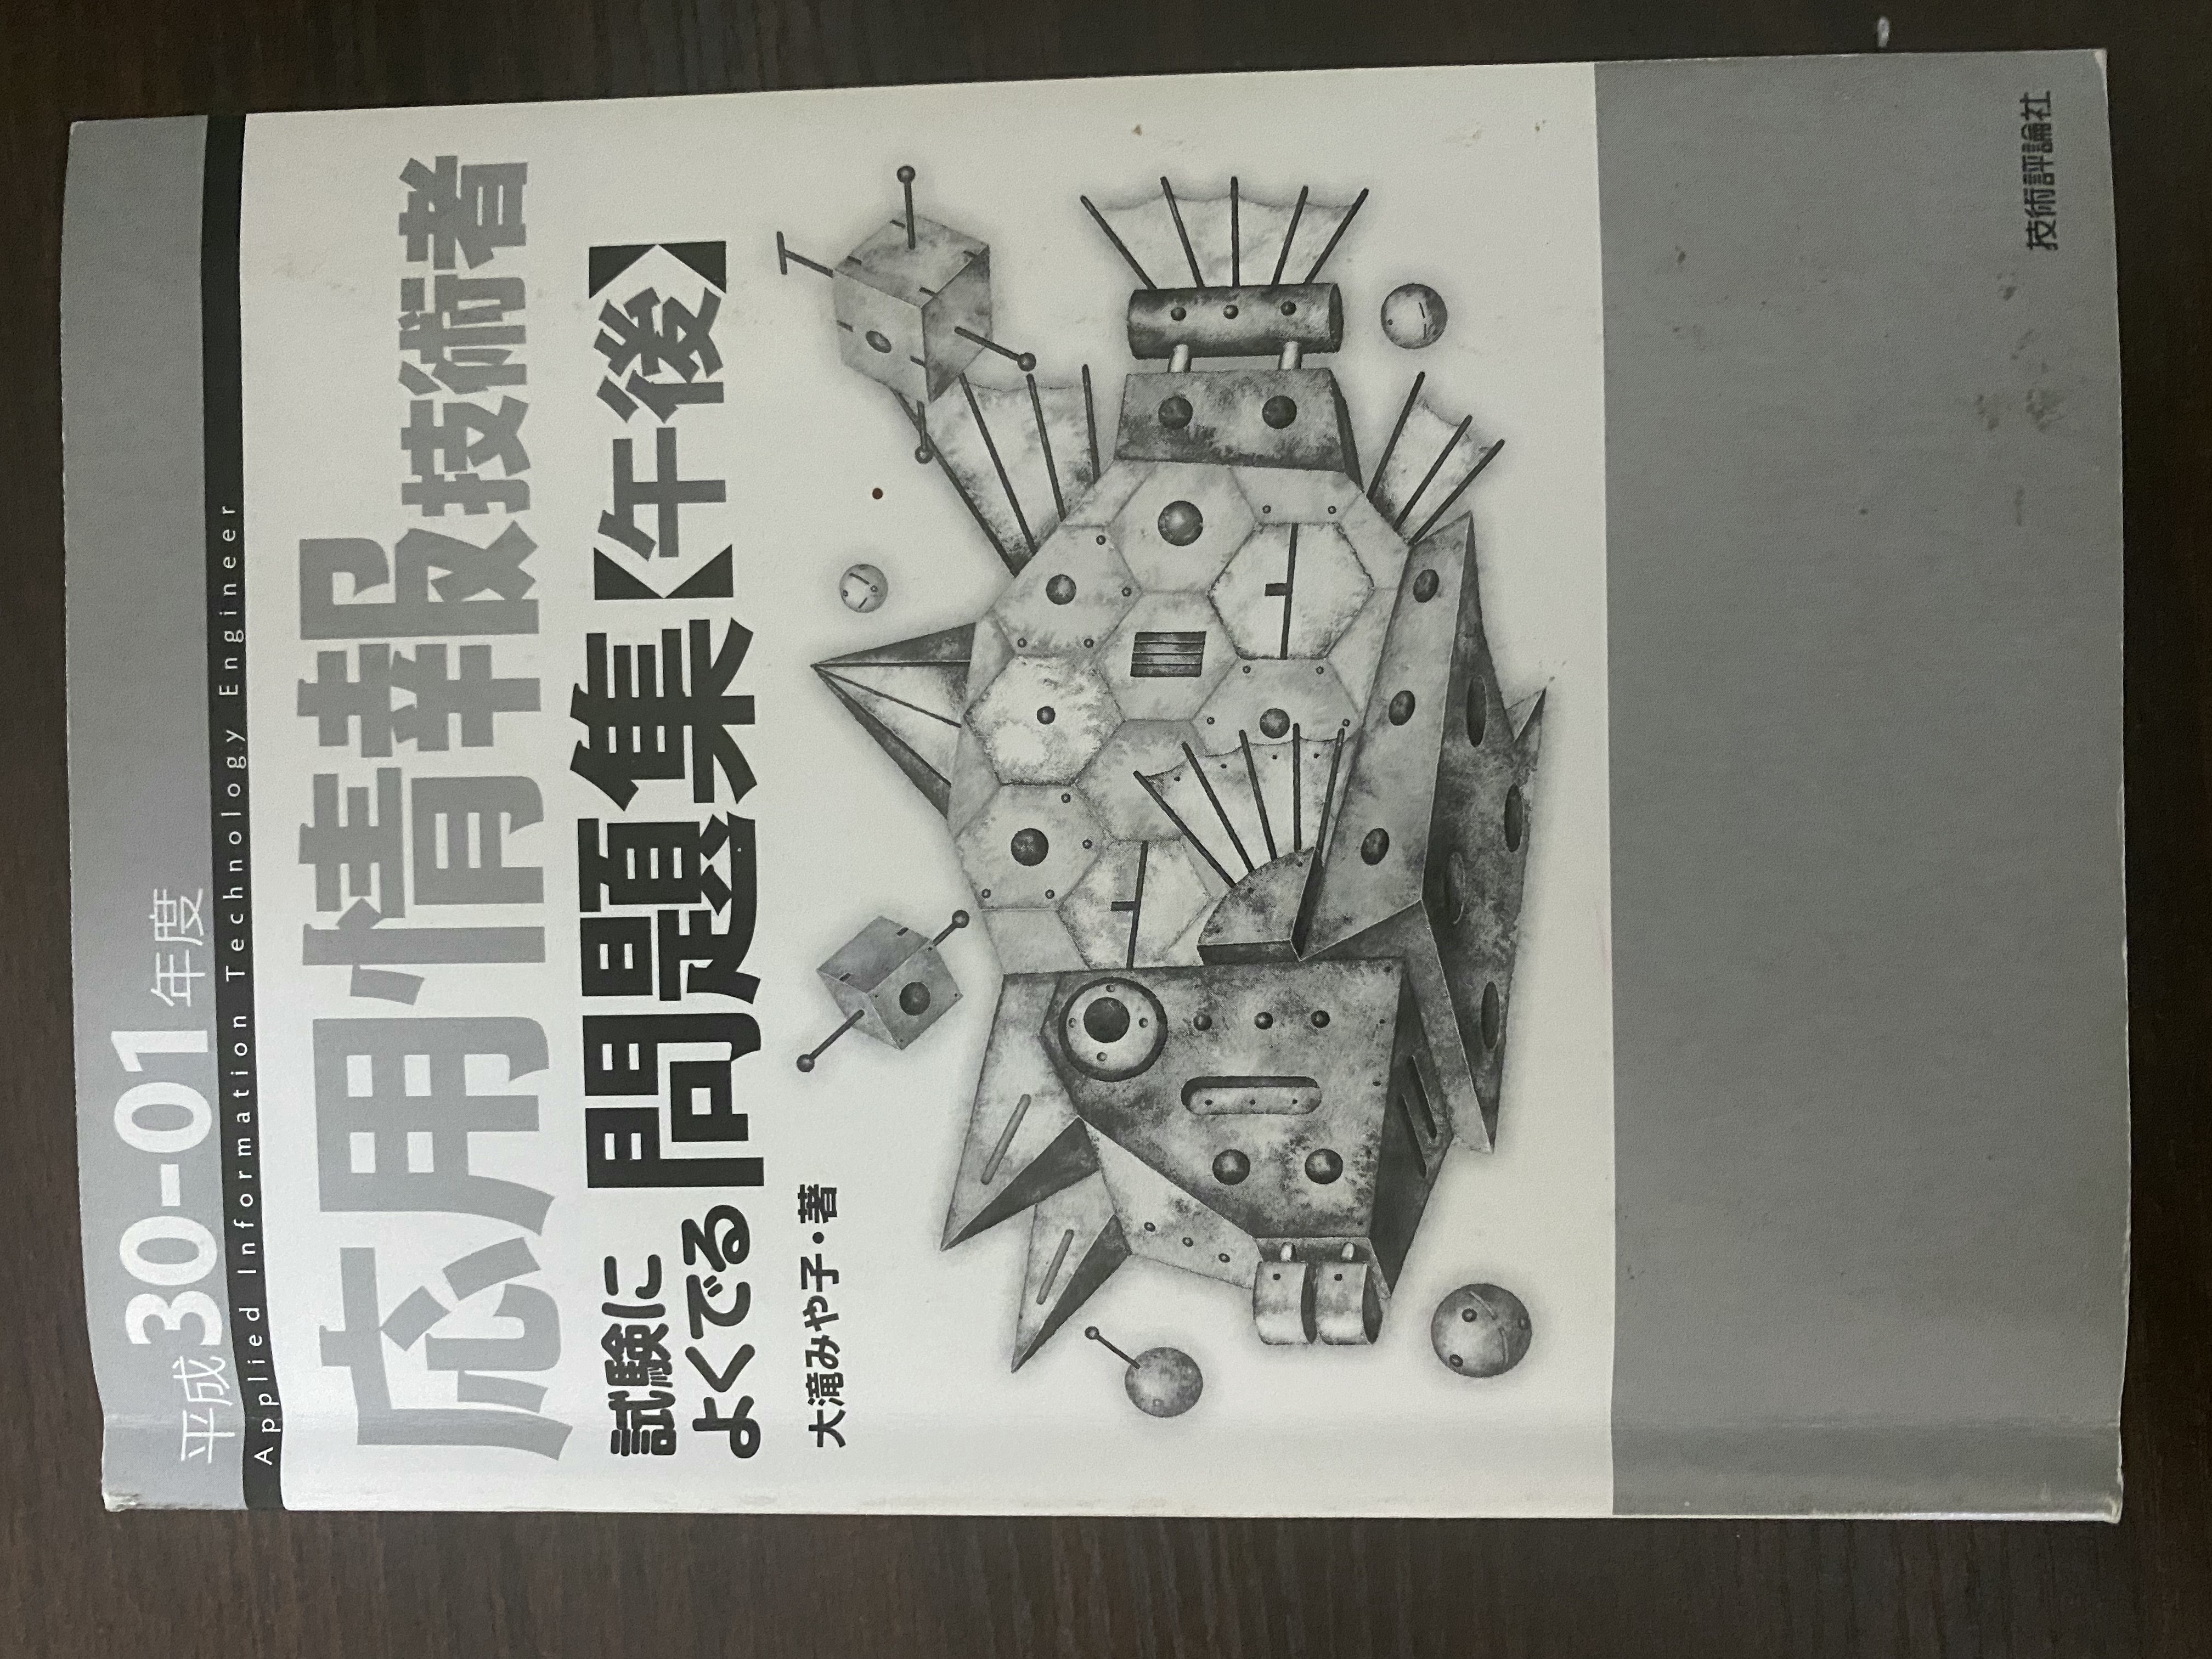 平成30-01年度
Applied Information Technology Engineer
応用情報技術者
試験に
よくでる
問題集【午後】
大滝みや子・著
技術評論社